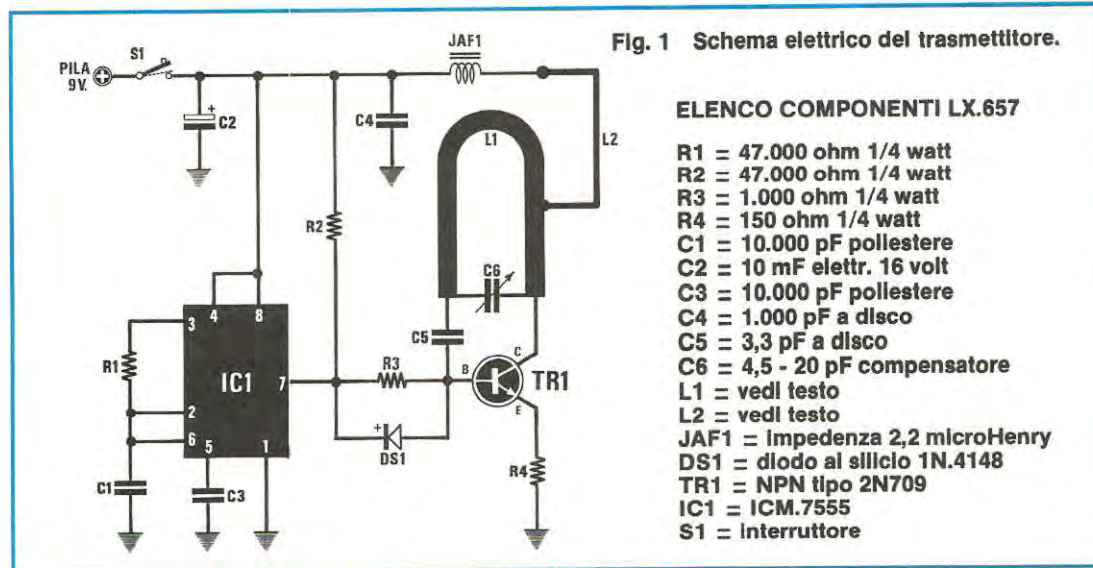 Fig. 1 Schema elettrico del trasmettitore.
PILA
9V.
S1
C2
C4
JAF1
L1
L2
R2
C6
C5
R3
DS1
B
C
E
TR1
R4
IC1
3
4
8
7
2
6
5
1
R1
C1
C3
ELENCO COMPONENTI LX.657
R1 = 47.000 ohm 1/4 watt
R2 = 47.000 ohm 1/4 watt
R3 = 1.000 ohm 1/4 watt
R4 = 150 ohm 1/4 watt
C1 = 10.000 pF poliestere
C2 = 10 mF elettr. 16 volt
C3 = 10.000 pF poliestere
C4 = 1.000 pF a disco
C5 = 3,3 pF a disco
C6 = 4,5 - 20 pF compensatore
L1 = vedi testo
L2 = vedi testo
JAF1 = impedenza 2,2 microHenry
DS1 = diodo al silicio 1N.4148
TR1 = NPN tipo 2N709
IC1 = ICM.7555
S1 = interruttore